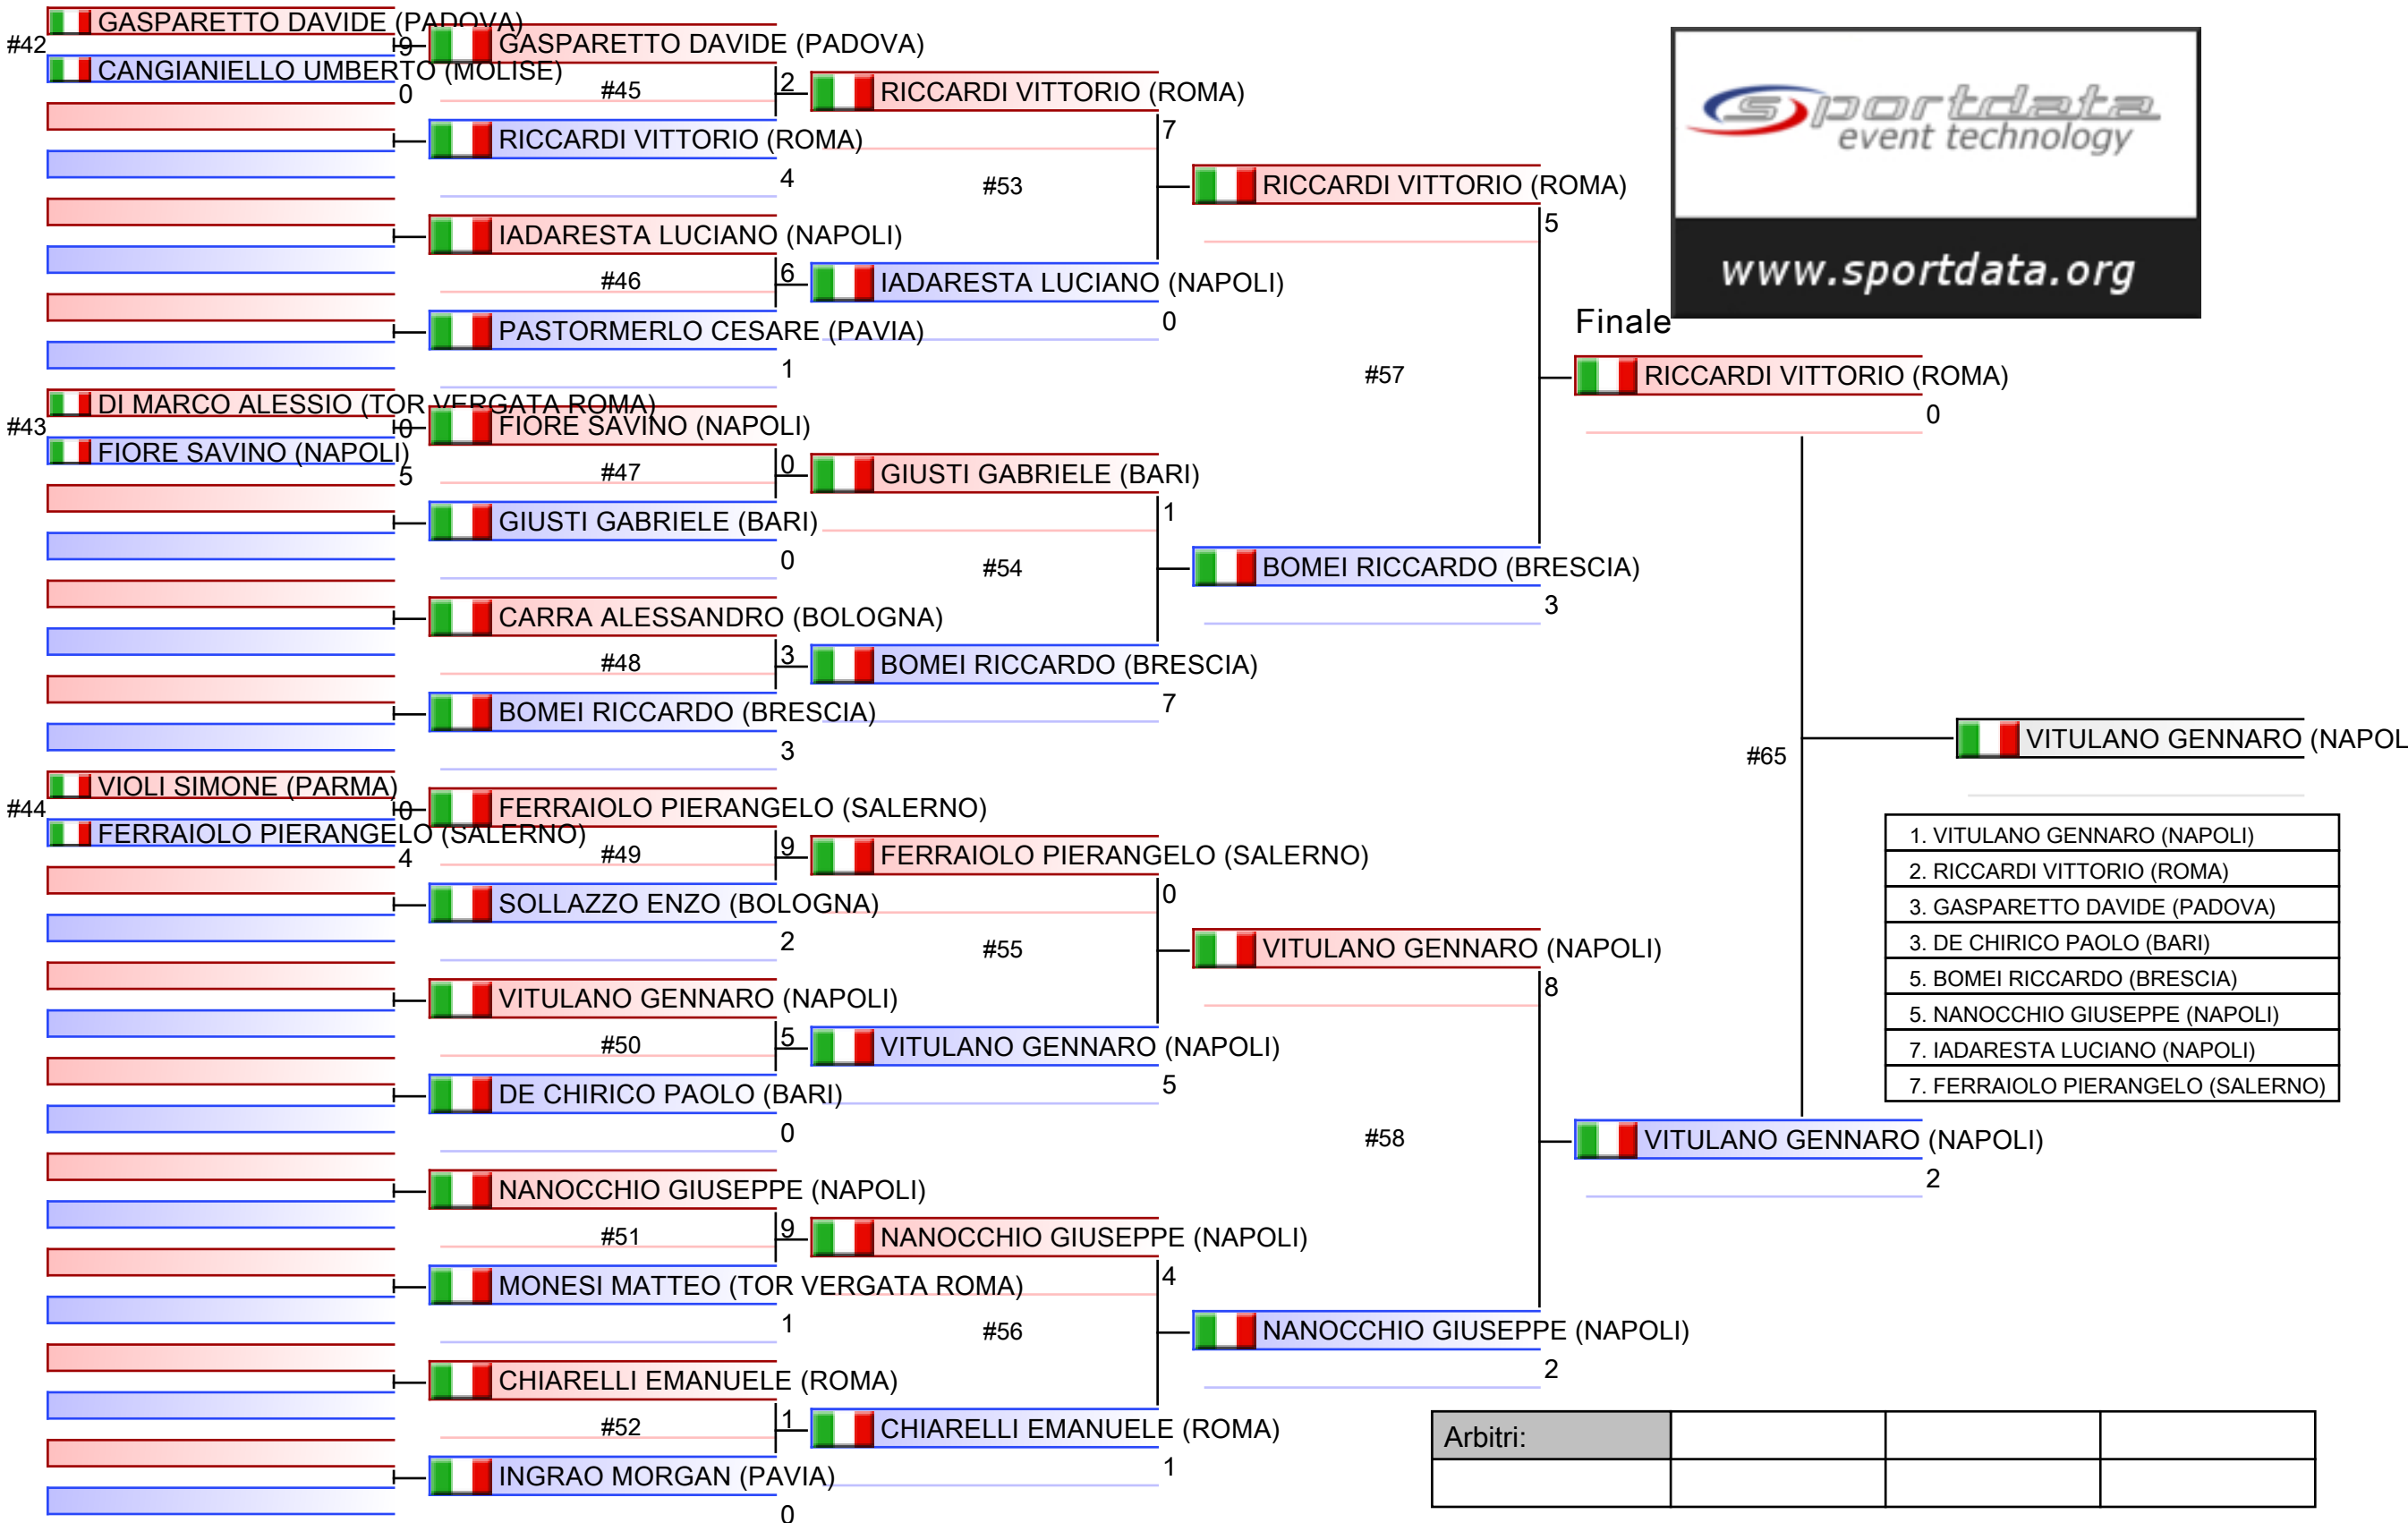 GASPARETTO DAVIDE (PADOVA)
#42
9
CANGIANIELLO UMBERTO (MOLISE)
0
DI MARCO ALESSIO (TOR VERGATA ROMA)
#43
0
FIORE SAVINO (NAPOLI)
5
VIOLI SIMONE (PARMA)
#44
0
FERRAIOLO PIERANGELO (SALERNO)
4
GASPARETTO DAVIDE (PADOVA)
#45
2
RICCARDI VITTORIO (ROMA)
4
IADARESTA LUCIANO (NAPOLI)
#46
6
PASTORMERLO CESARE (PAVIA)
1
FIORE SAVINO (NAPOLI)
#47
0
GIUSTI GABRIELE (BARI)
0
CARRA ALESSANDRO (BOLOGNA)
#48
3
BOMEI RICCARDO (BRESCIA)
3
FERRAIOLO PIERANGELO (SALERNO)
#49
9
SOLLAZZO ENZO (BOLOGNA)
2
VITULANO GENNARO (NAPOLI)
#50
5
DE CHIRICO PAOLO (BARI)
0
NANOCCHIO GIUSEPPE (NAPOLI)
#51
9
MONESI MATTEO (TOR VERGATA ROMA)
1
CHIARELLI EMANUELE (ROMA)
#52
1
INGRAO MORGAN (PAVIA)
0
RICCARDI VITTORIO (ROMA)
7
#53
IADARESTA LUCIANO (NAPOLI)
0
GIUSTI GABRIELE (BARI)
1
#54
BOMEI RICCARDO (BRESCIA)
7
FERRAIOLO PIERANGELO (SALERNO)
0
#55
VITULANO GENNARO (NAPOLI)
5
NANOCCHIO GIUSEPPE (NAPOLI)
4
#56
CHIARELLI EMANUELE (ROMA)
1
RICCARDI VITTORIO (ROMA)
5
#57
BOMEI RICCARDO (BRESCIA)
3
VITULANO GENNARO (NAPOLI)
8
#58
NANOCCHIO GIUSEPPE (NAPOLI)
2
Finale
RICCARDI VITTORIO (ROMA)
0
#65
VITULANO GENNARO (NAPOLI)
2
VITULANO GENNARO (NAPOL
sportdata
event technology
www.sportdata.org
1. VITULANO GENNARO (NAPOLI)
2. RICCARDI VITTORIO (ROMA)
3. GASPARETTO DAVIDE (PADOVA)
3. DE CHIRICO PAOLO (BARI)
5. BOMEI RICCARDO (BRESCIA)
5. NANOCCHIO GIUSEPPE (NAPOLI)
7. IADARESTA LUCIANO (NAPOLI)
7. FERRAIOLO PIERANGELO (SALERNO)
Arbitri: